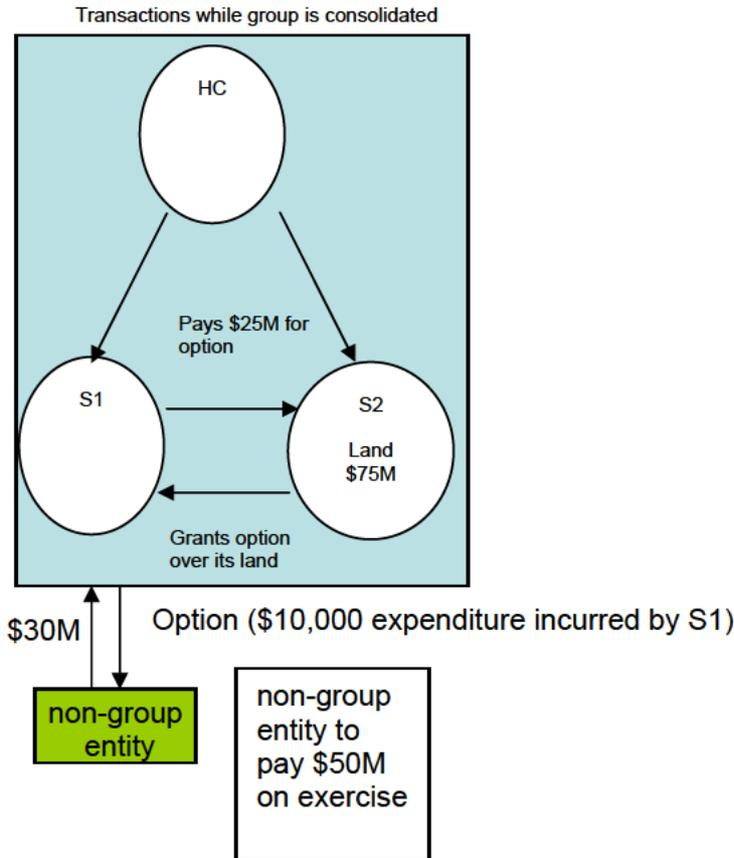 Transactions while group is consolidated
HC
Pays $25M for
option
S1
S2
Land
$75M
Grants option
over its land
$30M
Option ($10,000 expenditure incurred by S1)
non-group
entity
non-group
entity to
pay $50M
on exercise